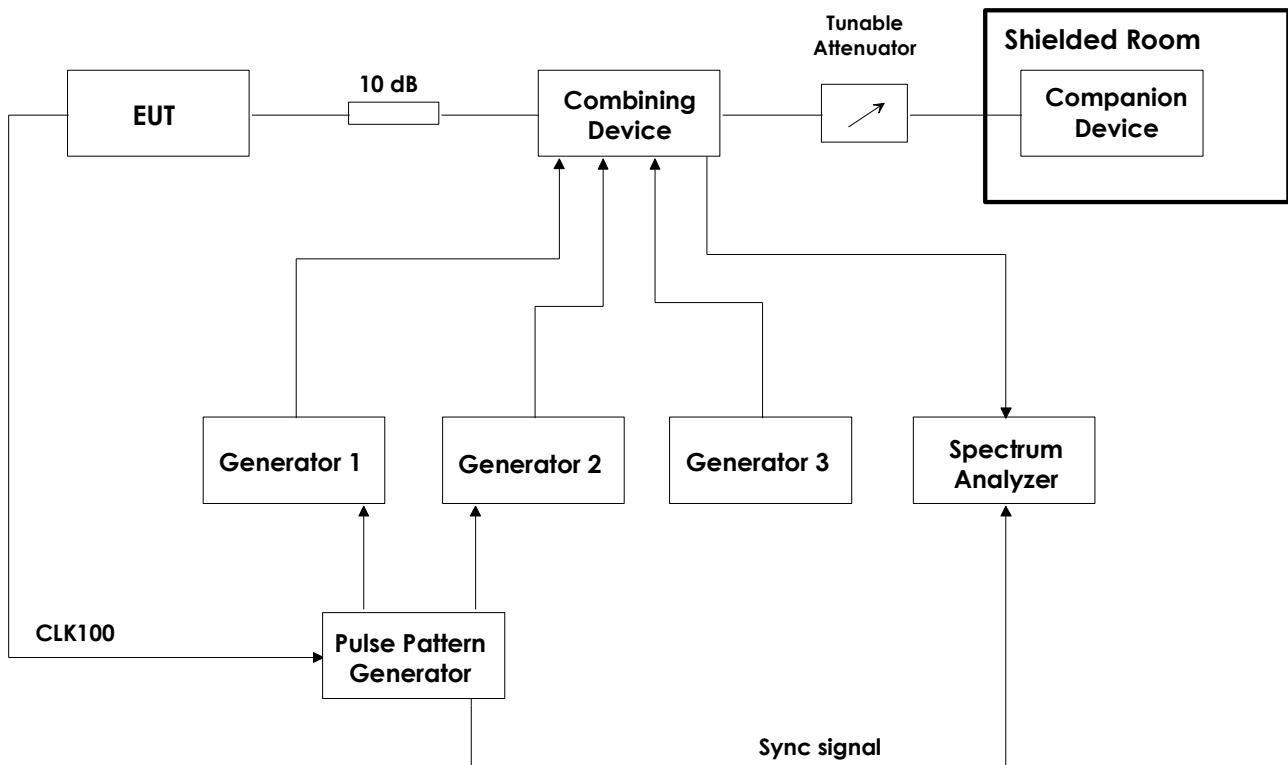 Tunable
Attenuator
Shielded Room
EUT
10 dB
Combining
Device
Companion
Device
Generator 1
Generator 2
Generator 3
Spectrum
Analyzer
CLK100
Pulse Pattern
Generator
Sync signal